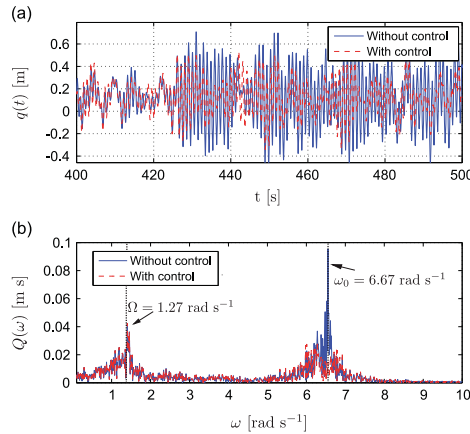 (a)
Without control
With control
q(t) [m]
0.6
0.4
0.2
0
-0.2
-0.4
400 420 440 460 480 500
t [s]
(b)
Without control
With control
Q(ω) [m s]
0.1
0.08
0.06
0.04
0.02
0
Ω = 1.27 rad s⁻¹
ω₀ = 6.67 rad s⁻¹
1 2 3 4 5 6 7 8 9 10
ω [rad s⁻¹]